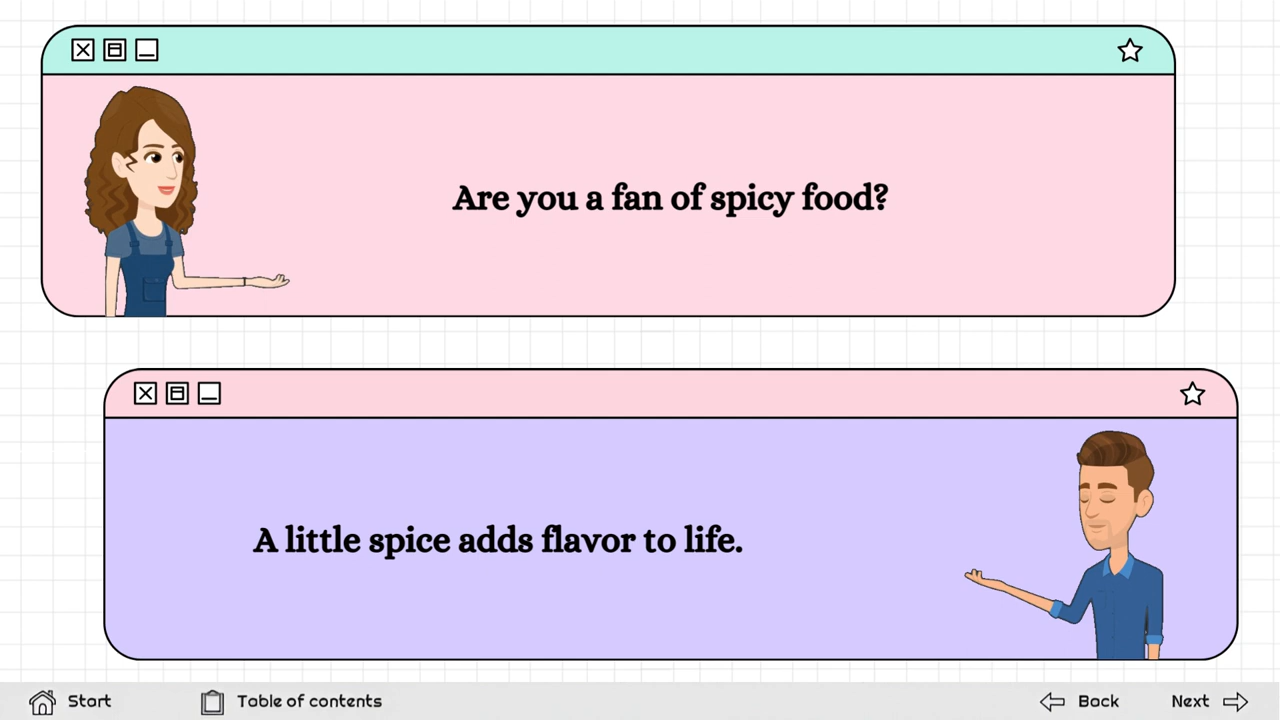 Are you a fan of spicy food?
A little spice adds flavor to life.
Start
Table of contents
Back
Next